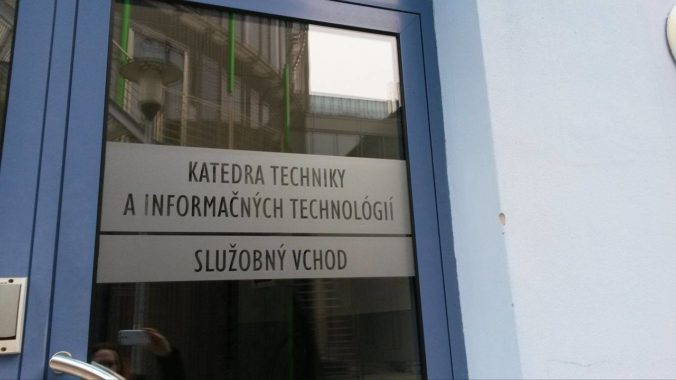 KATEDRA TECHNIKY
A INFORMAČNÝCH TECHNOLÓGIÍ
SLUŽOBNÝ VCHOD